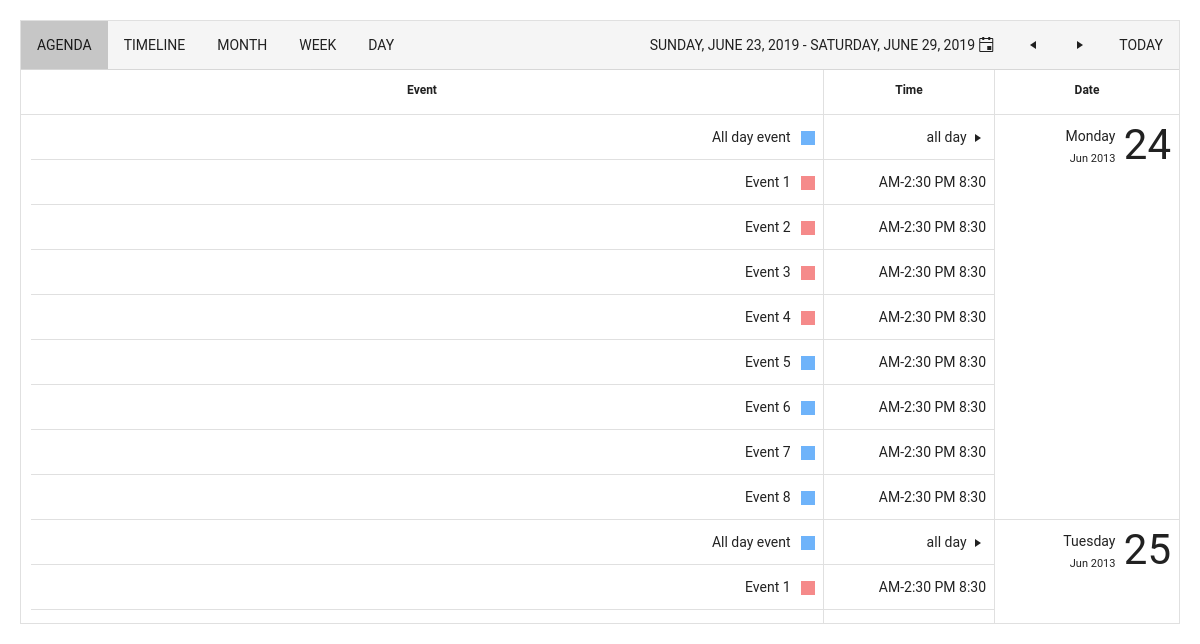 AGENDA TIMELINE MONTH WEEK DAY SUNDAY, JUNE 23, 2019 - SATURDAY, JUNE 29, 2019 TODAY
Event Time Date
All day event all day Monday 24
Jun 2013
Event 1 AM-2:30 PM 8:30
Event 2 AM-2:30 PM 8:30
Event 3 AM-2:30 PM 8:30
Event 4 AM-2:30 PM 8:30
Event 5 AM-2:30 PM 8:30
Event 6 AM-2:30 PM 8:30
Event 7 AM-2:30 PM 8:30
Event 8 AM-2:30 PM 8:30
All day event all day Tuesday 25
Jun 2013
Event 1 AM-2:30 PM 8:30